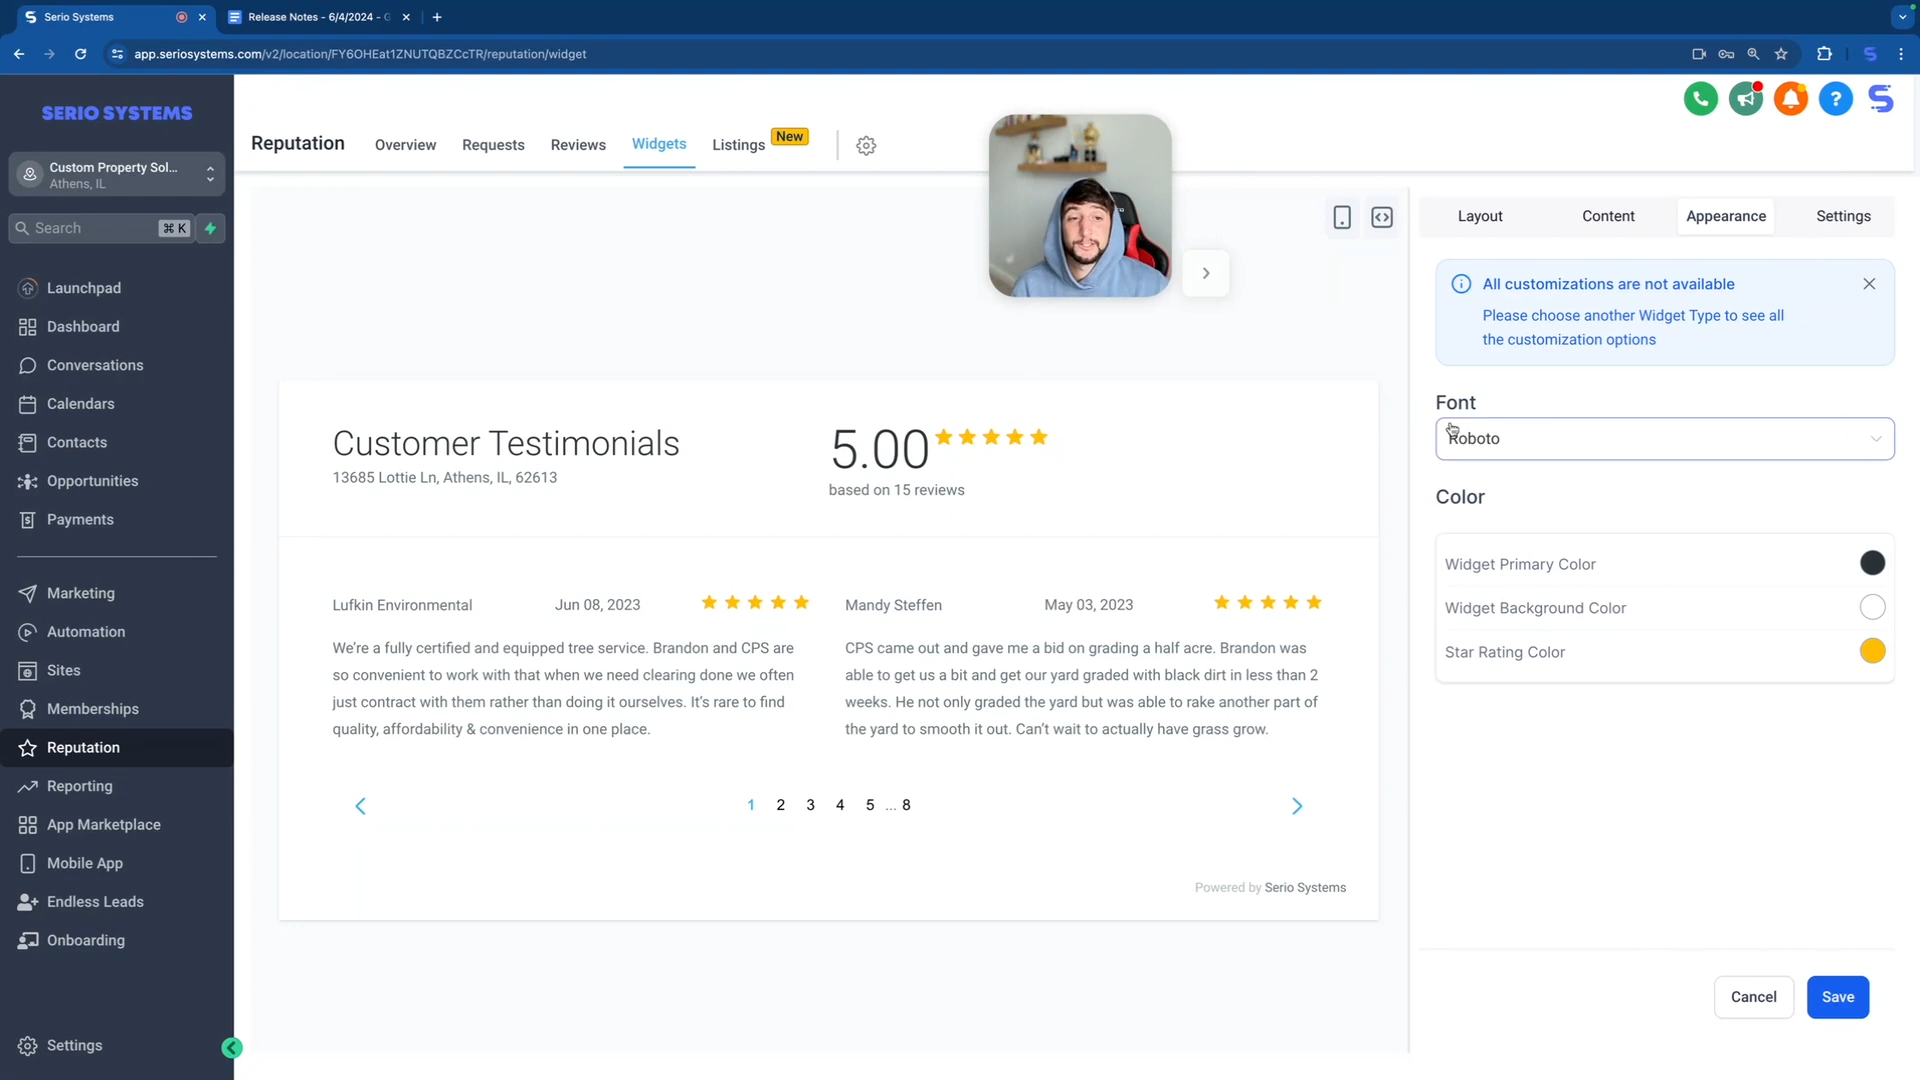 Serio Systems
Release Notes - 6/4/2024 - G
app.seriosystems.com/v2/location/FY6OHEat1ZNUTQBZCcTR/reputation/widget
SERIO SYSTEMS
Custom Property Sol...
Athens, IL
Search
⌘ K
Launchpad
Dashboard
Conversations
Calendars
Contacts
Opportunities
Payments
Marketing
Automation
Sites
Memberships
Reputation
Reporting
App Marketplace
Mobile App
Endless Leads
Onboarding
Settings
Reputation
Overview
Requests
Reviews
Widgets
Listings
New
Customer Testimonials
13685 Lottie Ln, Athens, IL, 62613
5.00
based on 15 reviews
Lufkin Environmental
Jun 08, 2023
We're a fully certified and equipped tree service. Brandon and CPS are
so convenient to work with that when we need clearing done we often
just contract with them rather than doing it ourselves. It's rare to find
quality, affordability & convenience in one place.
Mandy Steffen
May 03, 2023
CPS came out and gave me a bid on grading a half acre. Brandon was
able to get us a bit and get our yard graded with black dirt in less than 2
weeks. He not only graded the yard but was able to rake another part of
the yard to smooth it out. Can't wait to actually have grass grow.
1 2 3 4 5 ... 8
Powered by Serio Systems
Layout
Content
Appearance
Settings
All customizations are not available
Please choose another Widget Type to see all
the customization options
Font
Roboto
Color
Widget Primary Color
Widget Background Color
Star Rating Color
Cancel
Save